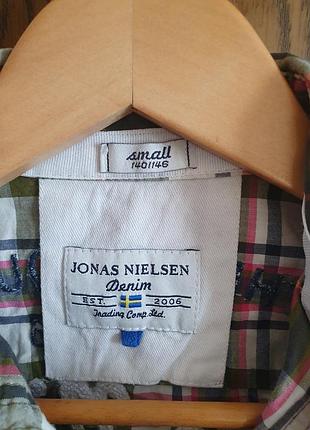 small
140/146
JONAS NIELSEN
Denim
EST. 2006
Trading Comp. Ltd.